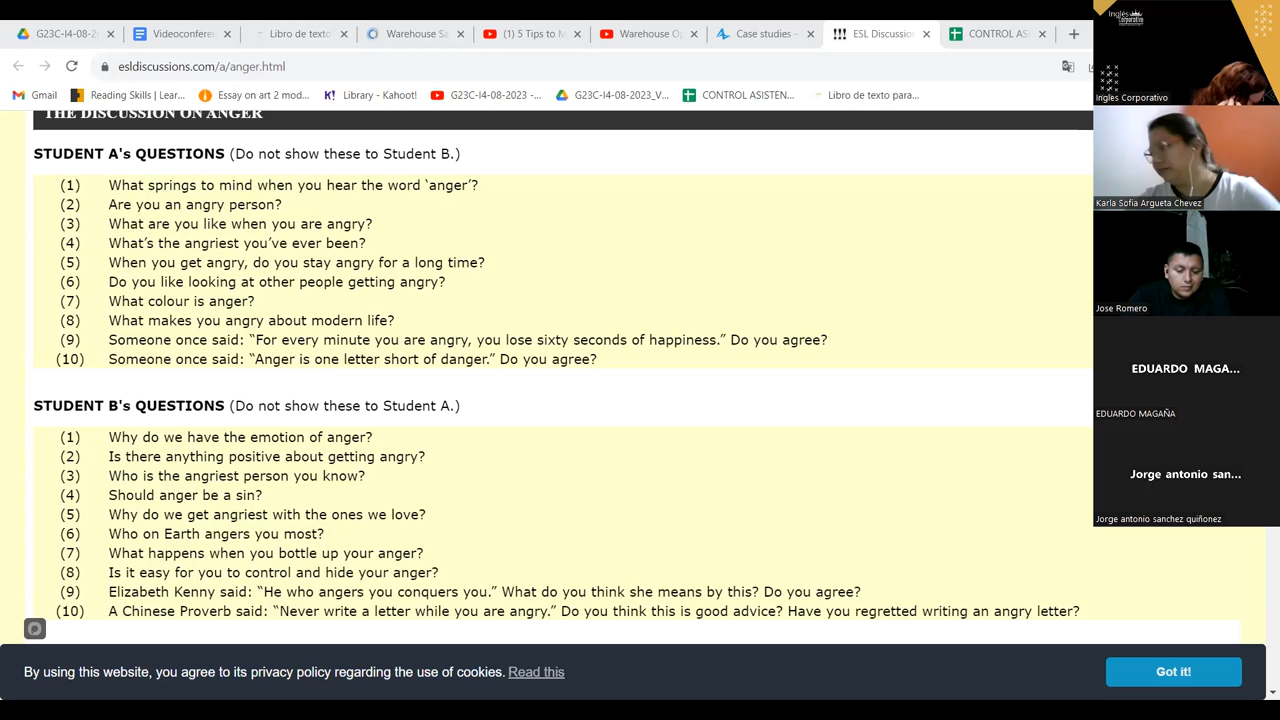 G23C-I4-08-2
Videoconfere
Libro de texto
Warehouse Sa
(1) 5 Tips to M
Warehouse Op
Case studies –
ESL Discussion
CONTROL ASI
esldiscussions.com/a/anger.html
Gmail
Reading Skills | Lear...
Essay on art 2 mod...
Library - Kahoot!
G23C-I4-08-2023 -...
G23C-I4-08-2023_V...
CONTROL ASISTEN...
Libro de texto para...
THE DISCUSSION ON ANGER
STUDENT A's QUESTIONS (Do not show these to Student B.)
(1) What springs to mind when you hear the word ‘anger’?
(2) Are you an angry person?
(3) What are you like when you are angry?
(4) What’s the angriest you’ve ever been?
(5) When you get angry, do you stay angry for a long time?
(6) Do you like looking at other people getting angry?
(7) What colour is anger?
(8) What makes you angry about modern life?
(9) Someone once said: “For every minute you are angry, you lose sixty seconds of happiness.” Do you agree?
(10) Someone once said: “Anger is one letter short of danger.” Do you agree?
STUDENT B's QUESTIONS (Do not show these to Student A.)
(1) Why do we have the emotion of anger?
(2) Is there anything positive about getting angry?
(3) Who is the angriest person you know?
(4) Should anger be a sin?
(5) Why do we get angriest with the ones we love?
(6) Who on Earth angers you most?
(7) What happens when you bottle up your anger?
(8) Is it easy for you to control and hide your anger?
(9) Elizabeth Kenny said: “He who angers you conquers you.” What do you think she means by this? Do you agree?
(10) A Chinese Proverb said: “Never write a letter while you are angry.” Do you think this is good advice? Have you regretted writing an angry letter?
By using this website, you agree to its privacy policy regarding the use of cookies. Read this
Got it!
Inglés
Corporativo
Ingles Corporativo
Karla Sofia Argueta Chevez
Jose Romero
EDUARDO MAGA...
EDUARDO MAGAÑA
Jorge antonio san...
Jorge antonio sanchez quiñonez